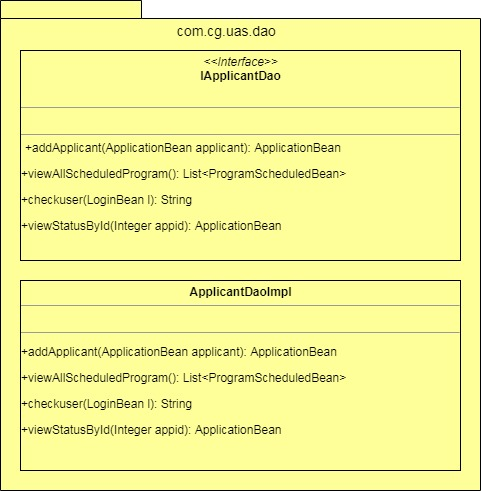 com.cg.uas.dao
<<Interface>>
IApplicantDao
+addApplicant(ApplicationBean applicant): ApplicationBean
+viewAllScheduledProgram(): List<ProgramScheduledBean>
+checkuser(LoginBean l): String
+viewStatusById(Integer appid): ApplicationBean
ApplicantDaoImpl
+addApplicant(ApplicationBean applicant): ApplicationBean
+viewAllScheduledProgram(): List<ProgramScheduledBean>
+checkuser(LoginBean l): String
+viewStatusById(Integer appid): ApplicationBean